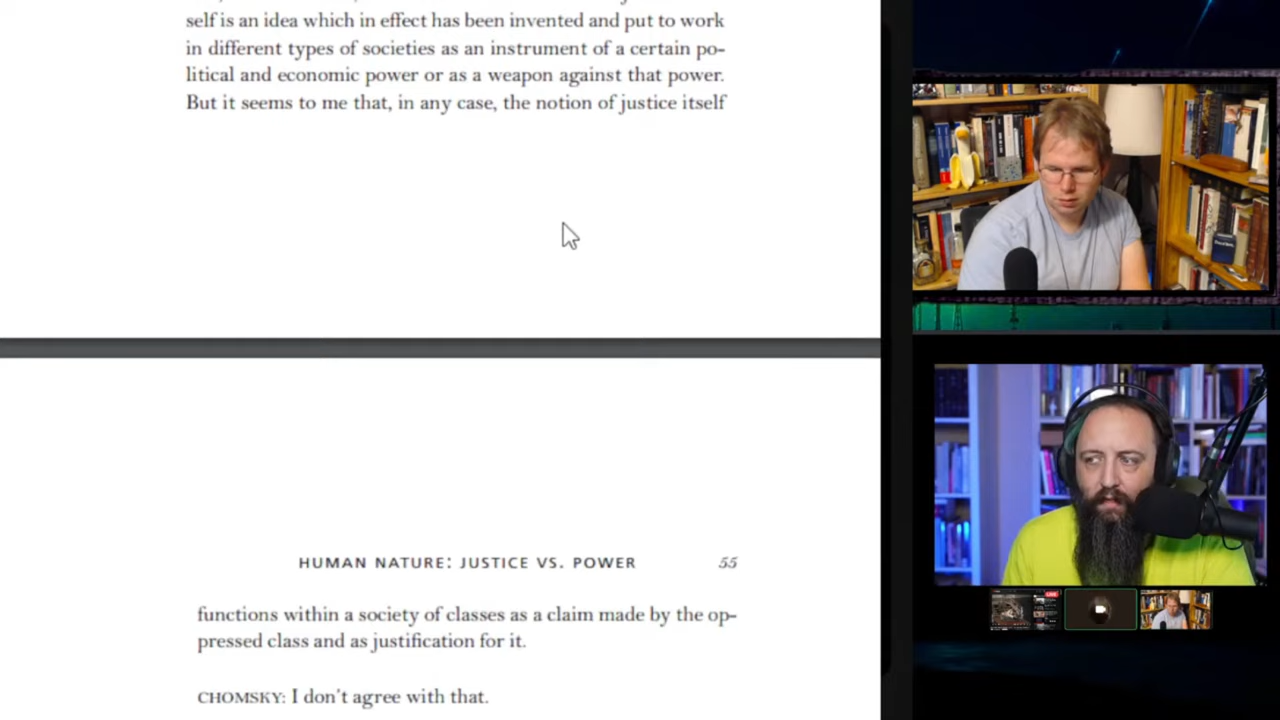 self is an idea which in effect has been invented and put to work
in different types of societies as an instrument of a certain po-
litical and economic power or as a weapon against that power.
But it seems to me that, in any case, the notion of justice itself
HUMAN NATURE: JUSTICE VS. POWER 55
functions within a society of classes as a claim made by the op-
pressed class and as justification for it.
CHOMSKY: I don't agree with that.